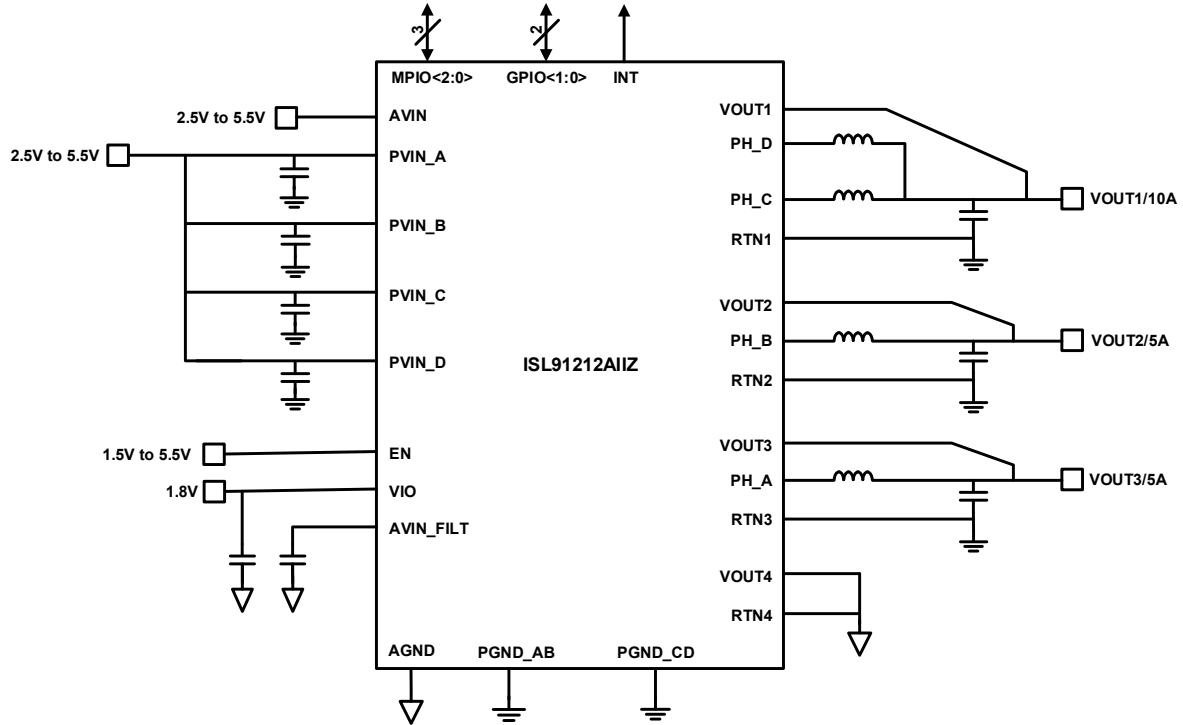 3
2
MPIO<2:0>
GPIO<1:0>
INT
2.5V to 5.5V
AVIN
2.5V to 5.5V
PVIN_A
PVIN_B
PVIN_C
PVIN_D
1.5V to 5.5V
EN
1.8V
VIO
AVIN_FILT
ISL91212AIIZ
VOUT1
PH_D
PH_C
VOUT1/10A
RTN1
VOUT2
PH_B
VOUT2/5A
RTN2
VOUT3
PH_A
VOUT3/5A
RTN3
VOUT4
RTN4
AGND
PGND_AB
PGND_CD